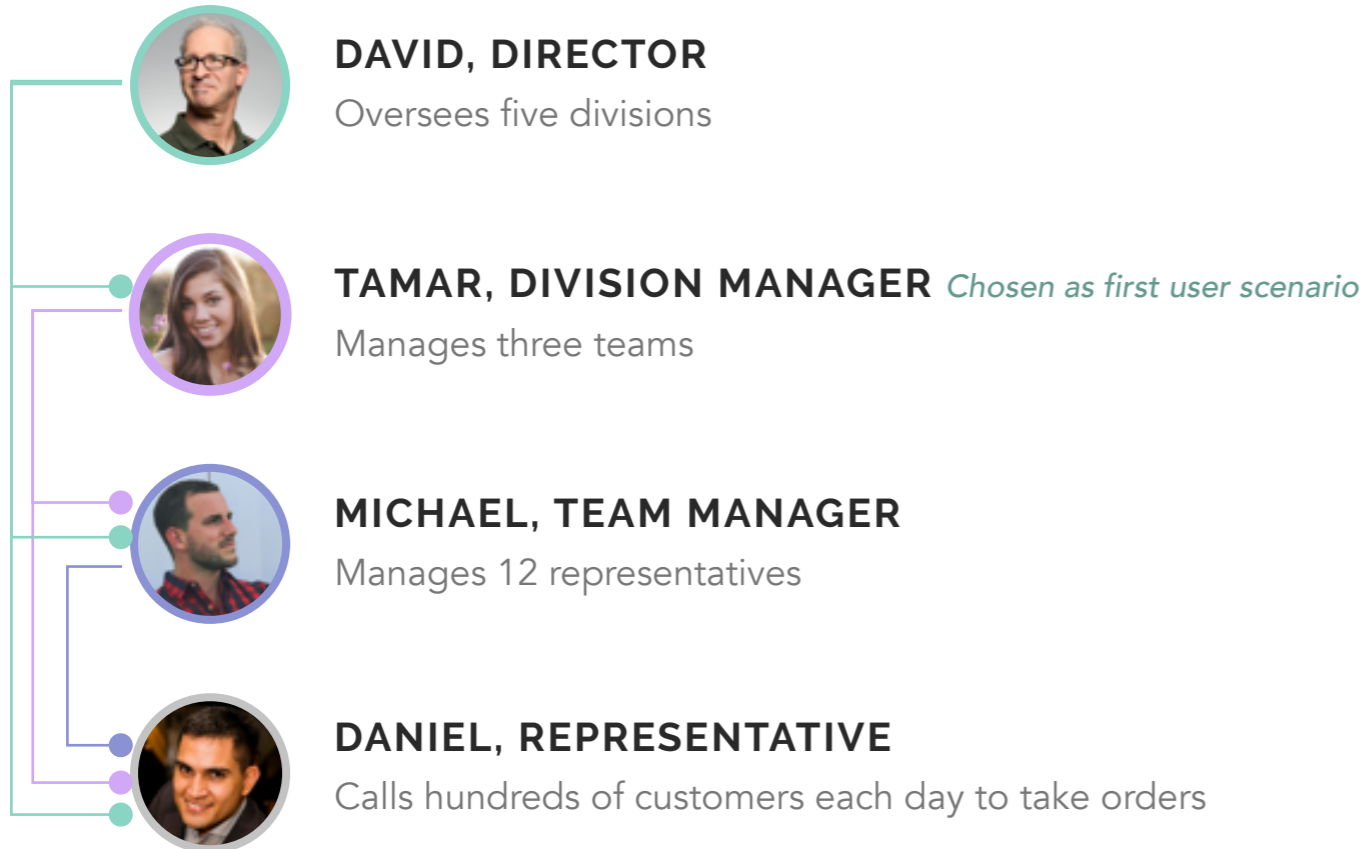 DAVID, DIRECTOR
Oversees five divisions
TAMAR, DIVISION MANAGER Chosen as first user scenario
Manages three teams
MICHAEL, TEAM MANAGER
Manages 12 representatives
DANIEL, REPRESENTATIVE
Calls hundreds of customers each day to take orders